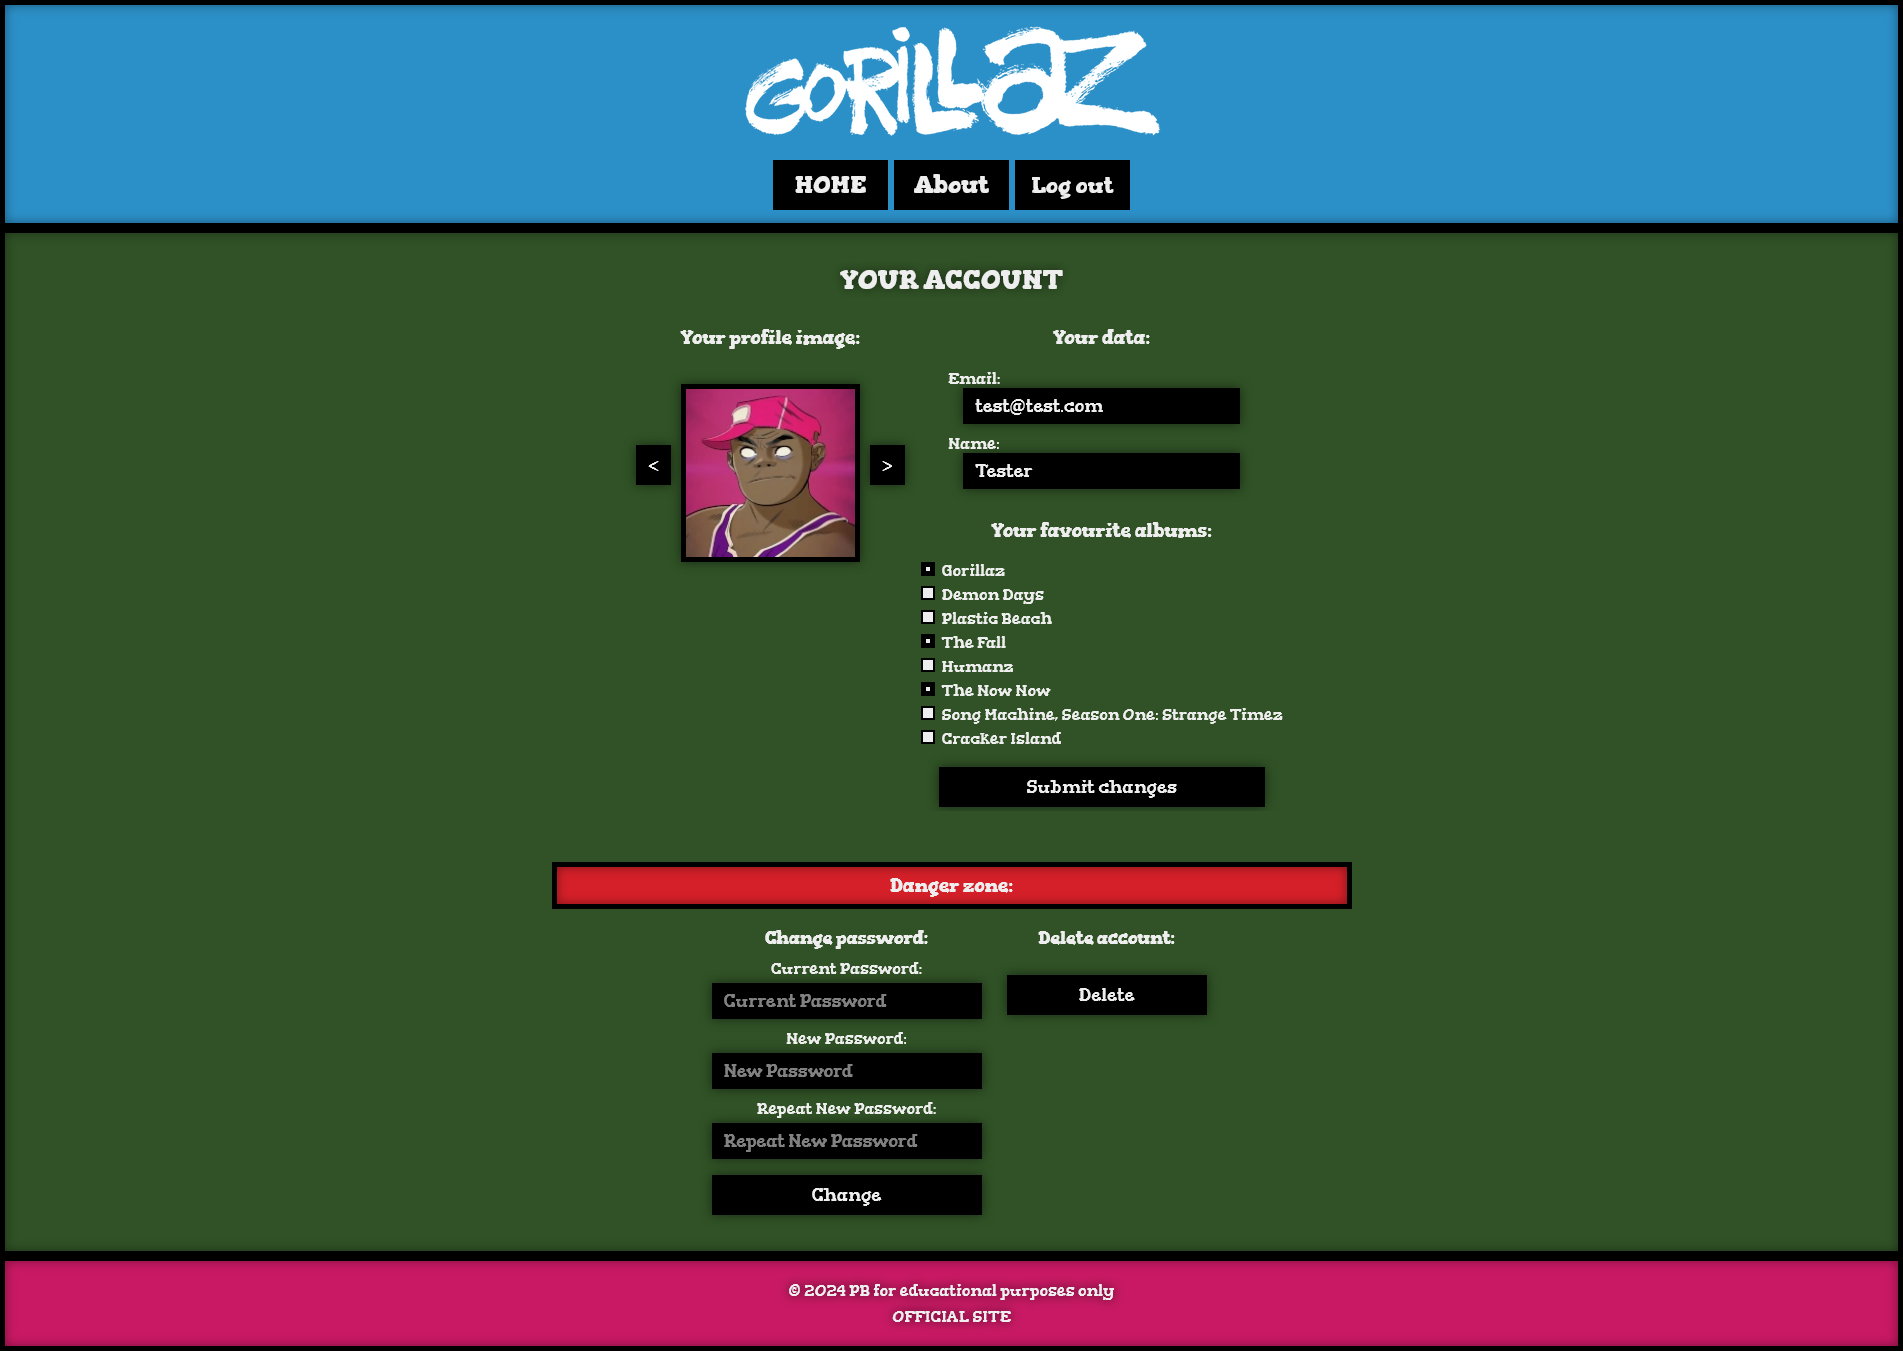 GORiLLaZ
HOME About Log out
YOUR ACCOUNT
Your profile image:
<
>
Your data:
Email:
test@test.com
Name:
Tester
Your favourite albums:
Gorillaz
Demon Days
Plastic Beach
The Fall
Humanz
The Now Now
Song Machine, Season One: Strange Timez
Cracker Island
Submit changes
Danger zone:
Change password:
Current Password:
Current Password
New Password:
New Password
Repeat New Password:
Repeat New Password
Change
Delete account:
Delete
© 2024 PB for educational purposes only
OFFICIAL SITE